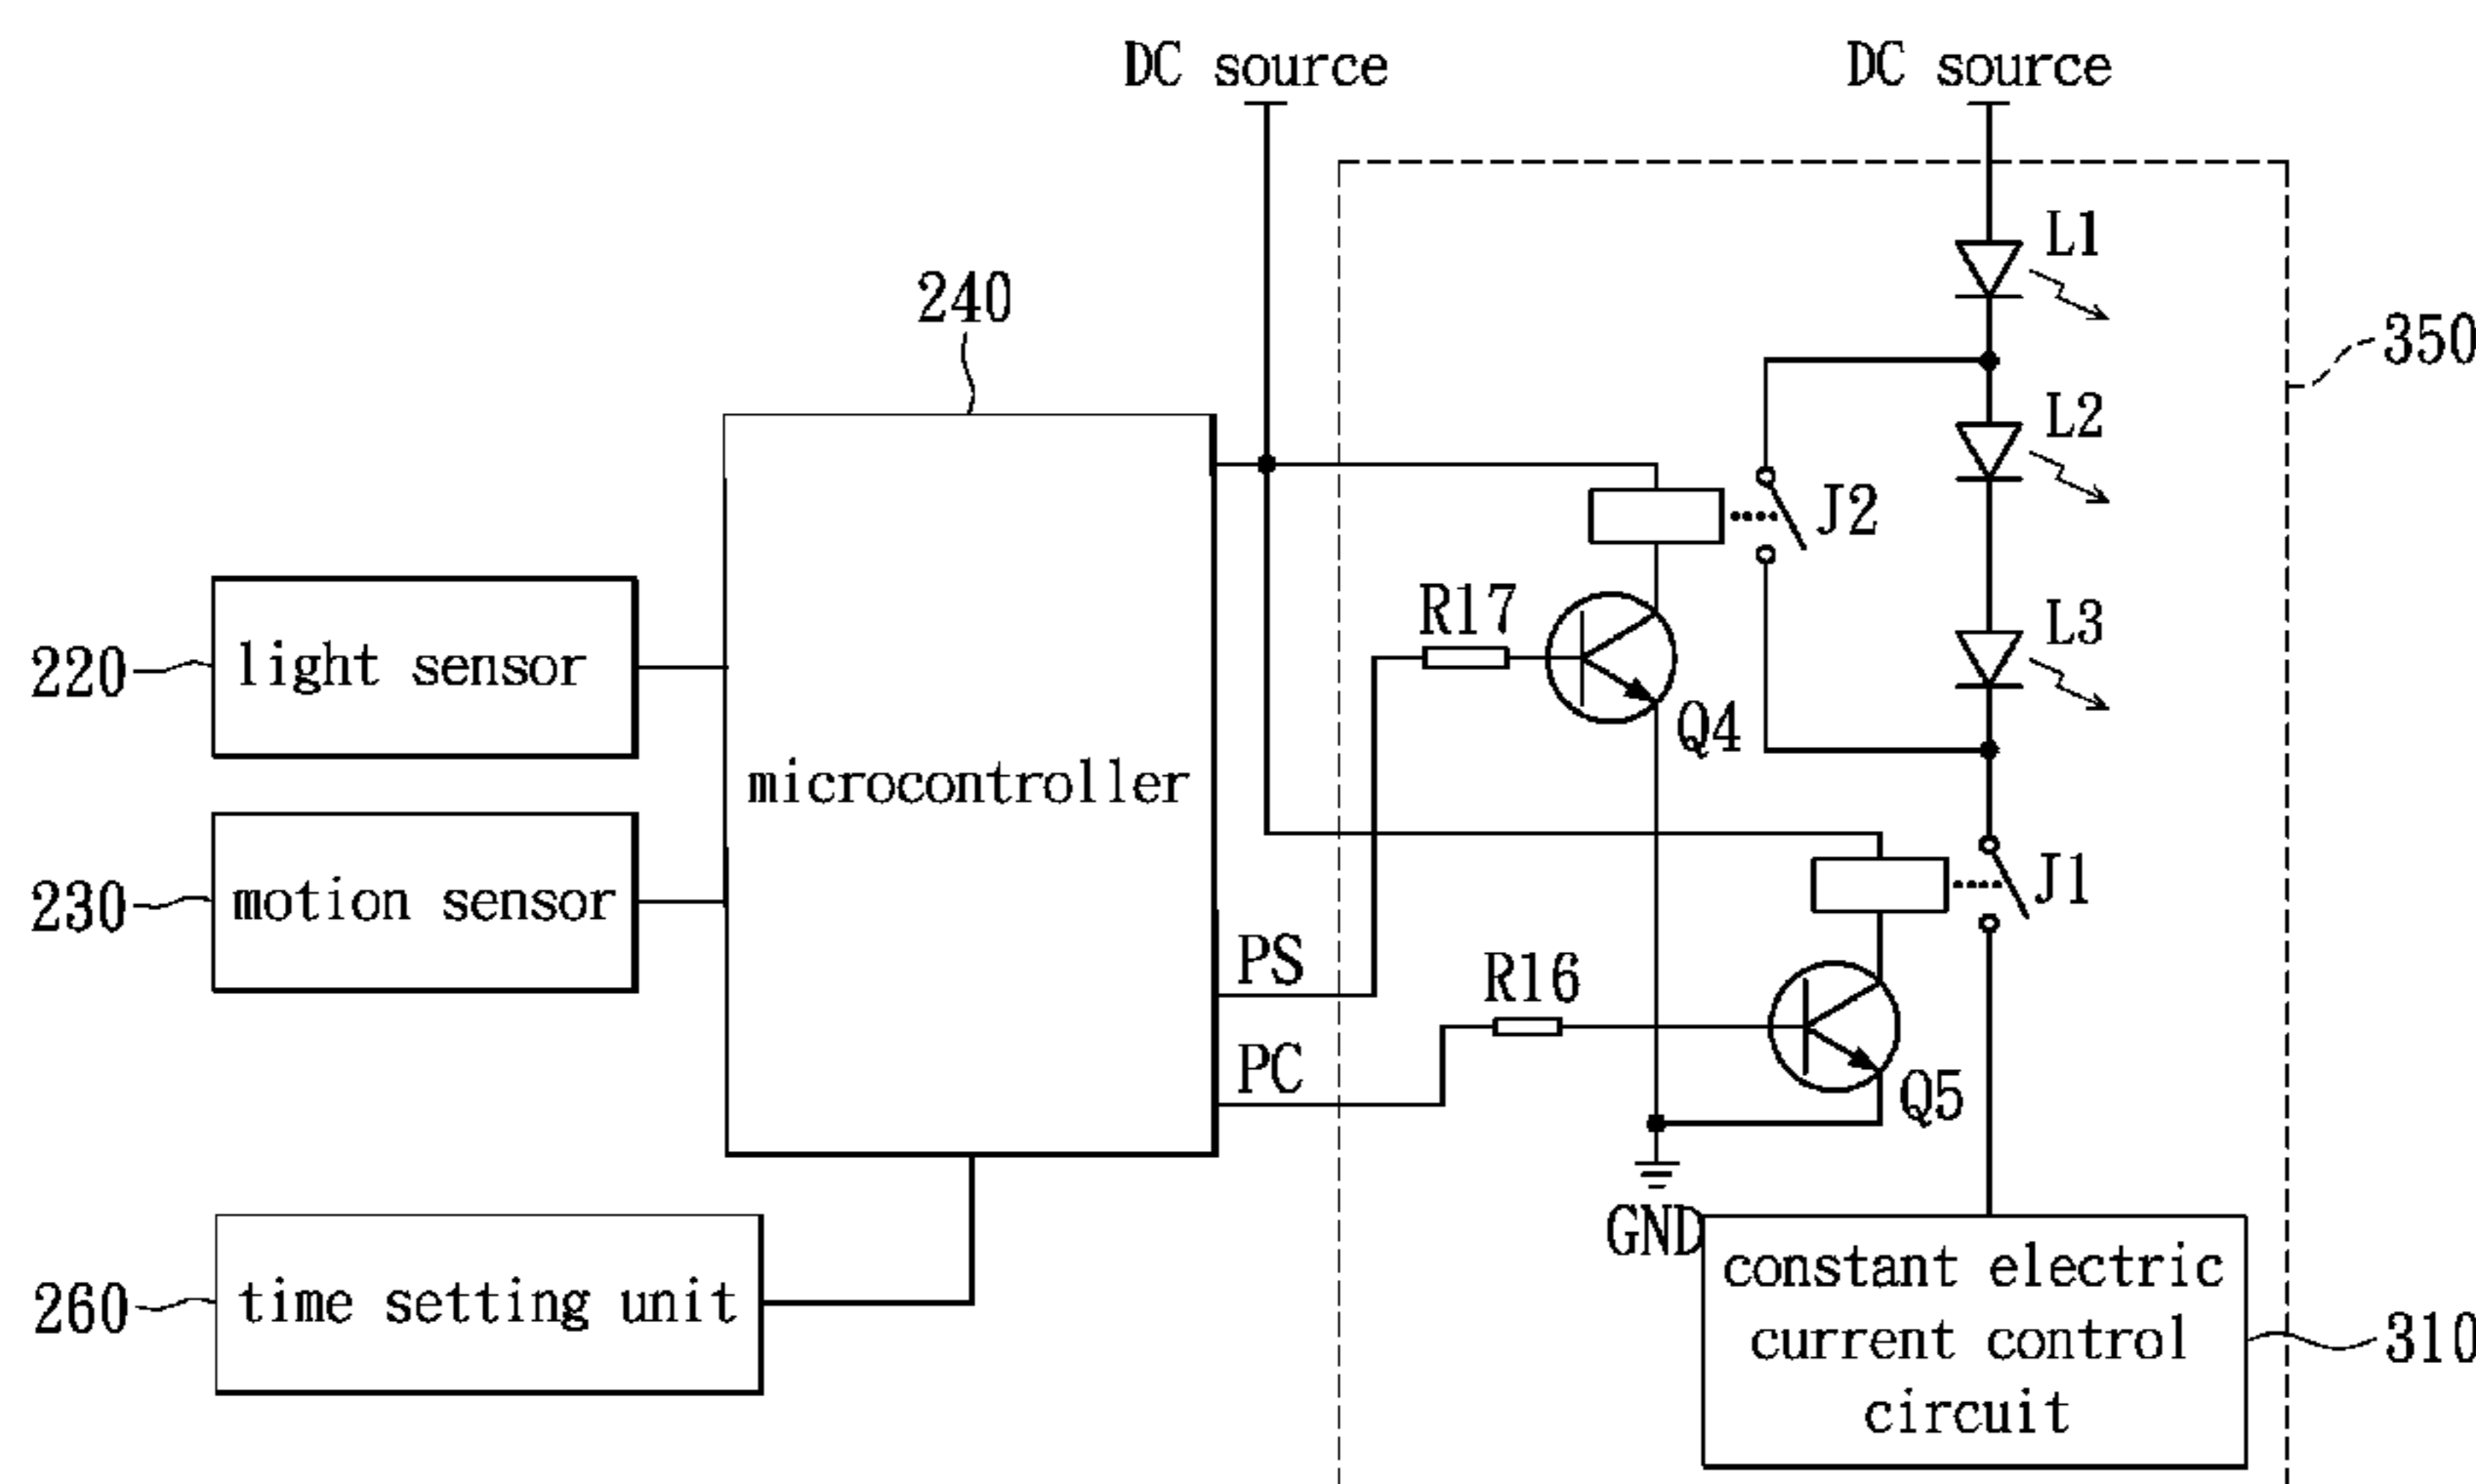 DC source
DC source
L1
240
350
L2
J2
R17
L3
220
light sensor
Q4
microcontroller
230
motion sensor
J1
PS
R16
PC
Q5
GND
260
time setting unit
constant electric
current control
circuit
310